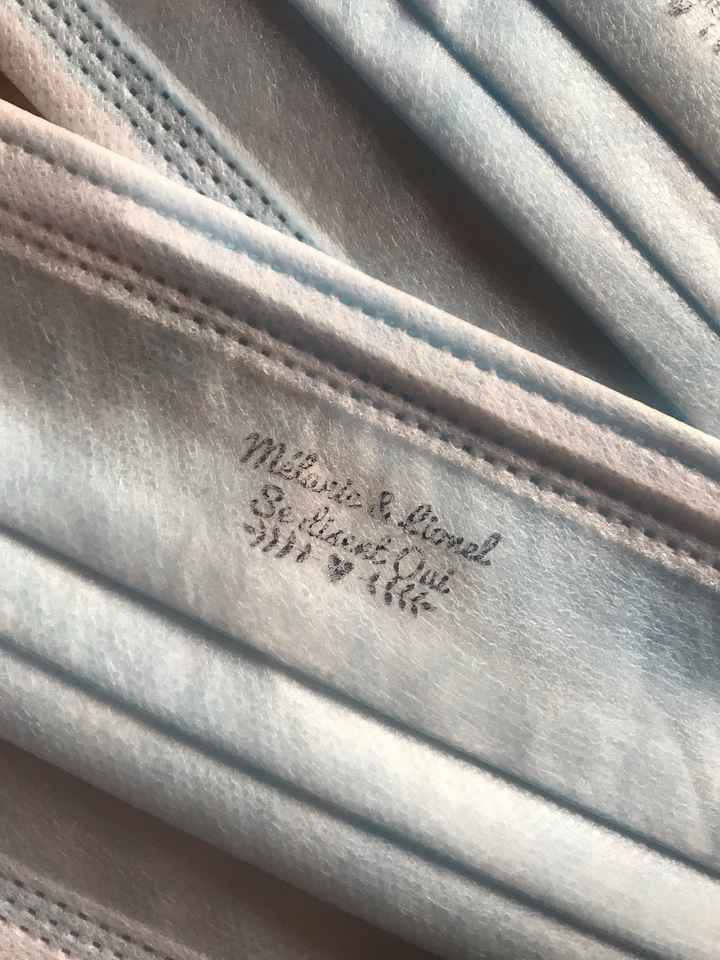 Mélanie & Lionel
Se disent Oui